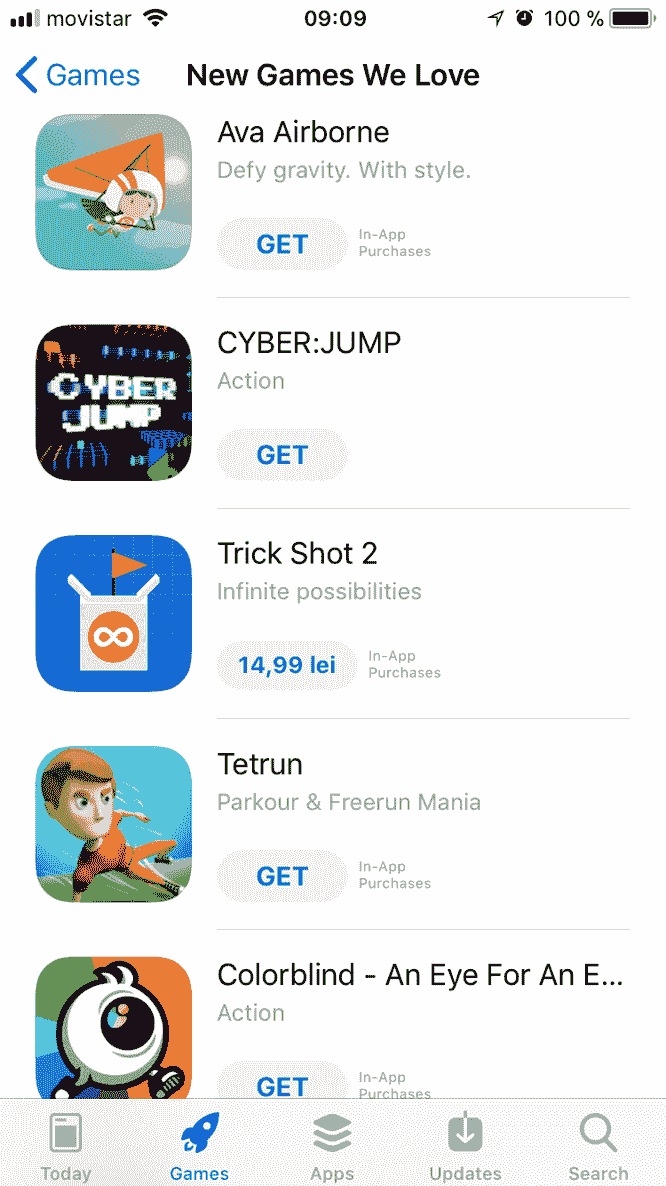 movistar 09:09 100 %
Games New Games We Love
Ava Airborne
Defy gravity. With style.
GET In-App
Purchases
CYBER
JUMP
CYBER:JUMP
Action
GET
Trick Shot 2
Infinite possibilities
14,99 lei In-App
Purchases
Tetrun
Parkour & Freerun Mania
GET In-App
Purchases
Colorblind - An Eye For An E...
Action
GET In-App
Purchases
Today Games Apps Updates Search